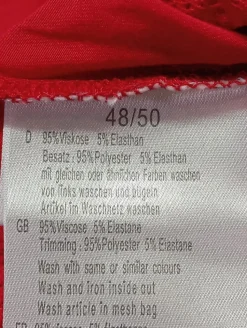 48/50
D 95%Viskose 5%Elasthan
Besatz: 95%Polyester 5%Elasthan
mit gleichen oder ähnlichen Farben waschen
von links waschen und bügeln
Artikel im Waschnetz waschen
GB 95%Viscose 5%Elastane
Trimming: 95%Polyester 5%Elastane
Wash with same or similar colours
Wash and iron inside out
Wash article in mesh bag